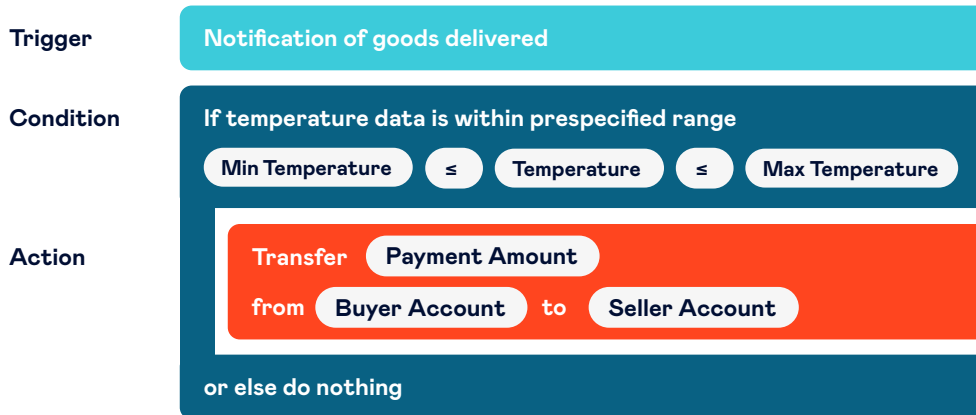 Trigger
Notification of goods delivered
Condition
If temperature data is within prespecified range
Min Temperature ≤ Temperature ≤ Max Temperature
Action
Transfer Payment Amount
from Buyer Account to Seller Account
or else do nothing